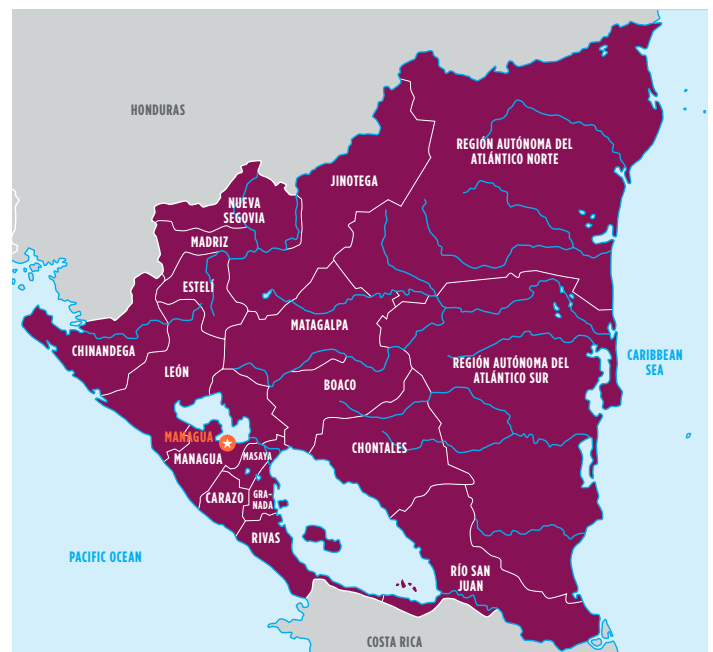 HONDURAS
REGIÓN AUTÓNOMA DEL
ATLÁNTICO NORTE
JINOTEGA
NUEVA
SEGOVIA
MADRIZ
ESTELÍ
MATAGALPA
CHINANDEGA
LEÓN
REGIÓN AUTÓNOMA DEL
ATLÁNTICO SUR
CARIBBEAN
SEA
BOACO
MANAGUA
MANAGUA
MASAYA
CHONTALES
CARAZO
GRA-
NADA
RIVAS
PACIFIC OCEAN
RÍO SAN
JUAN
COSTA RICA